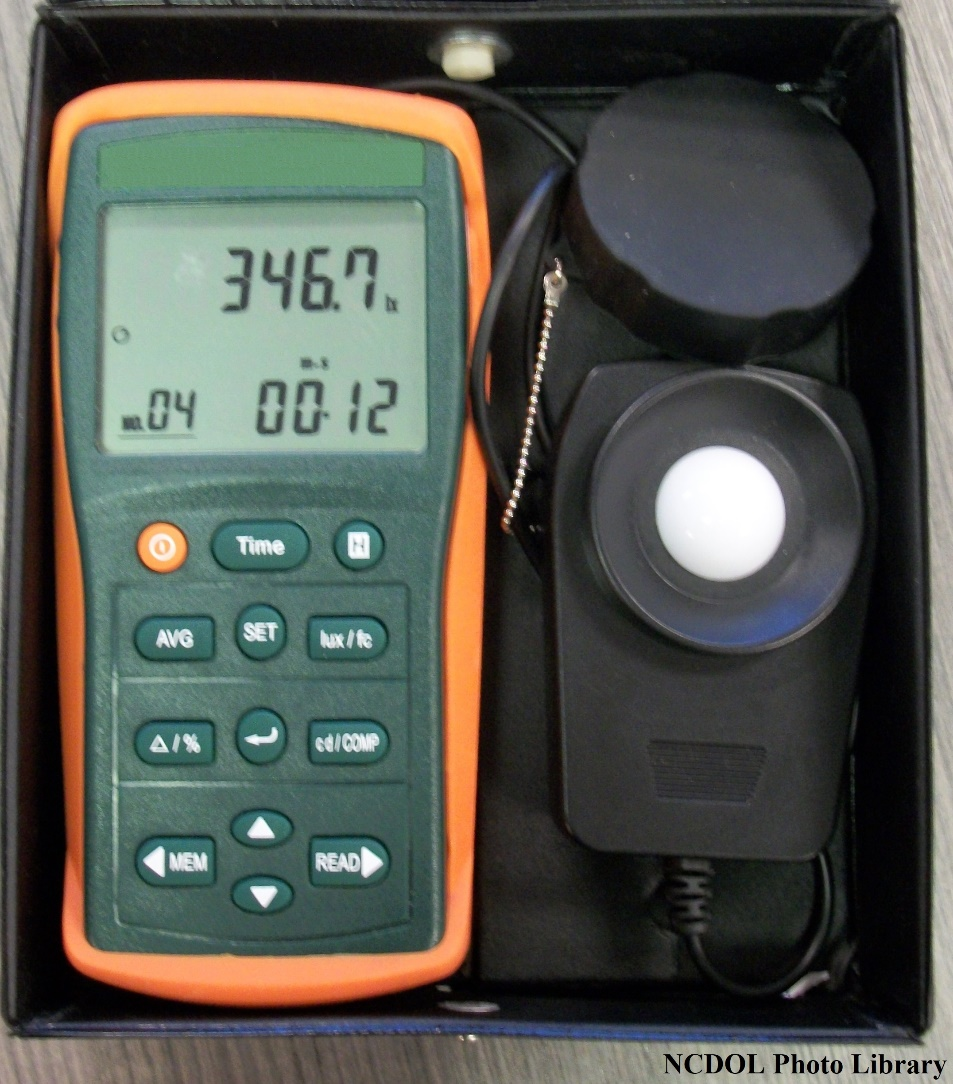 346.7 lx
m:s
no. 04 00:12
Time H
AVG SET lux / fc
Δ / % cd / COMP
MEM READ
NCDOL Photo Library